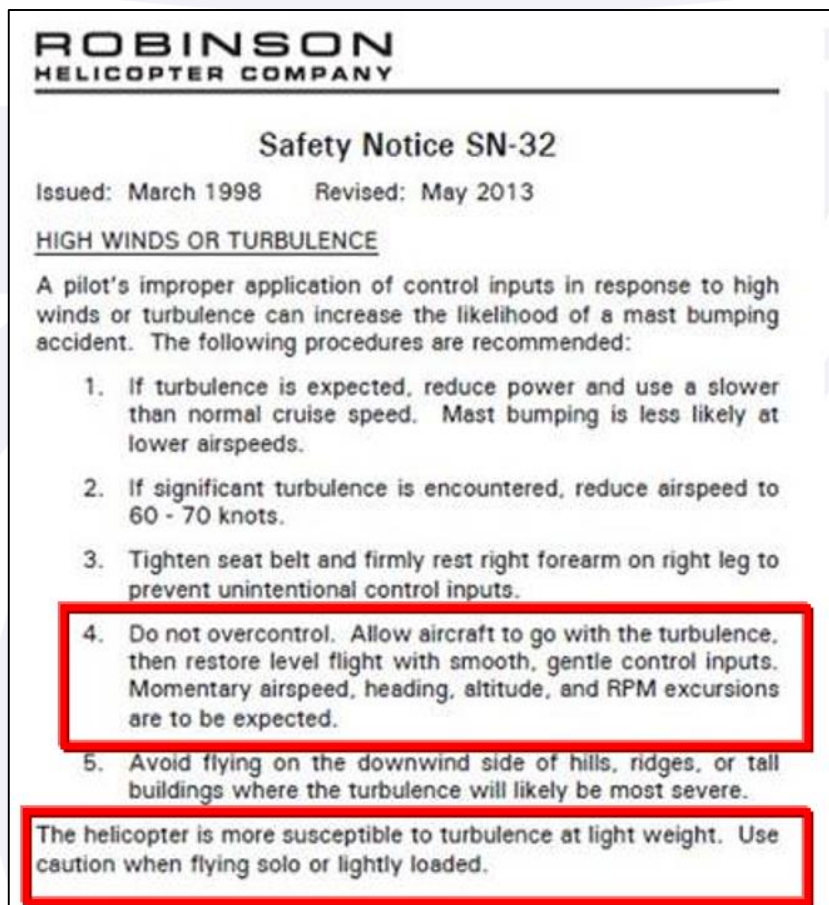 ROBINSON
HELICOPTER COMPANY
Safety Notice SN-32
Issued: March 1998 Revised: May 2013
HIGH WINDS OR TURBULENCE
A pilot's improper application of control inputs in response to high
winds or turbulence can increase the likelihood of a mast bumping
accident. The following procedures are recommended:
1. If turbulence is expected, reduce power and use a slower
than normal cruise speed. Mast bumping is less likely at
lower airspeeds.
2. If significant turbulence is encountered, reduce airspeed to
60 - 70 knots.
3. Tighten seat belt and firmly rest right forearm on right leg to
prevent unintentional control inputs.
4. Do not overcontrol. Allow aircraft to go with the turbulence,
then restore level flight with smooth, gentle control inputs.
Momentary airspeed, heading, altitude, and RPM excursions
are to be expected.
5. Avoid flying on the downwind side of hills, ridges, or tall
buildings where the turbulence will likely be most severe.
The helicopter is more susceptible to turbulence at light weight. Use
caution when flying solo or lightly loaded.